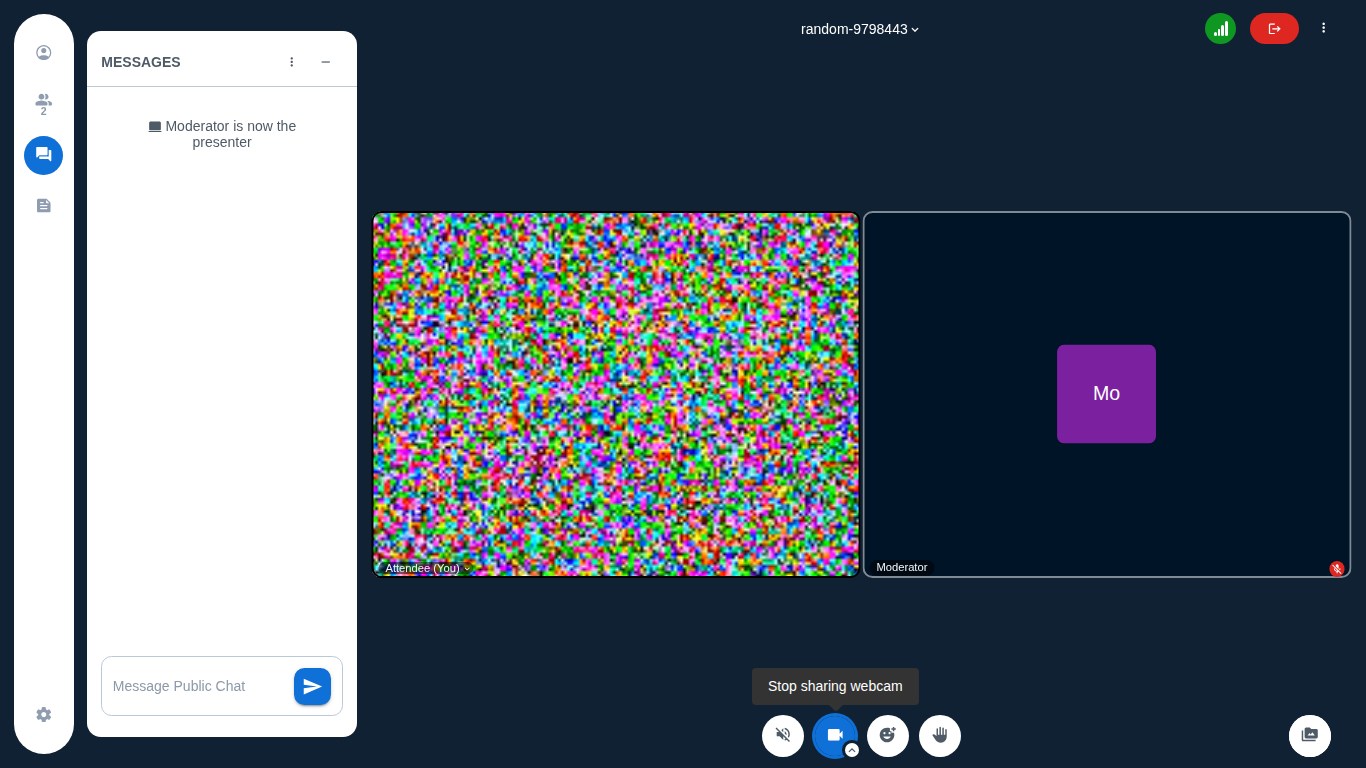 random-9798443
2
MESSAGES
Moderator is now the
presenter
Mo
Attendee (You)
Moderator
Message Public Chat
Stop sharing webcam